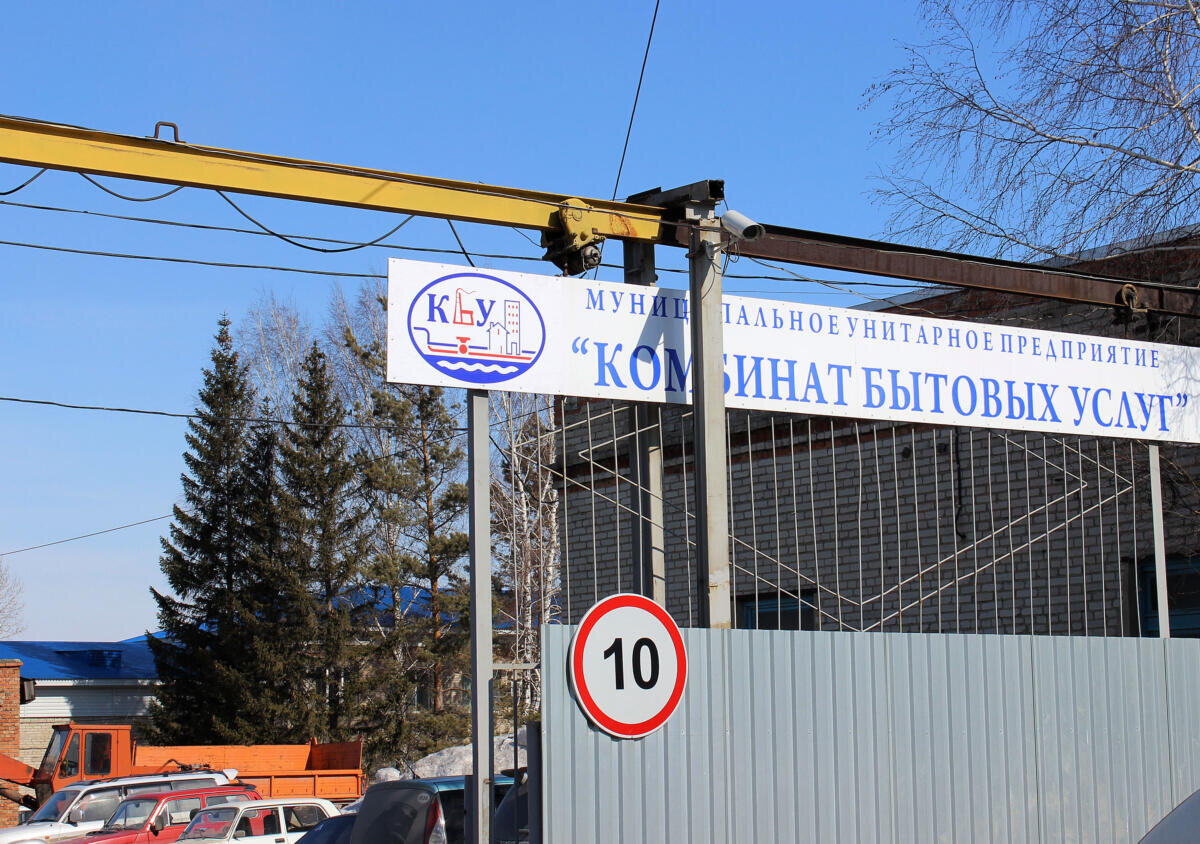 КБУ
МУНИЦИПАЛЬНОЕ УНИТАРНОЕ ПРЕДПРИЯТИЕ
“КОМБИНАТ БЫТОВЫХ УСЛУГ”
10